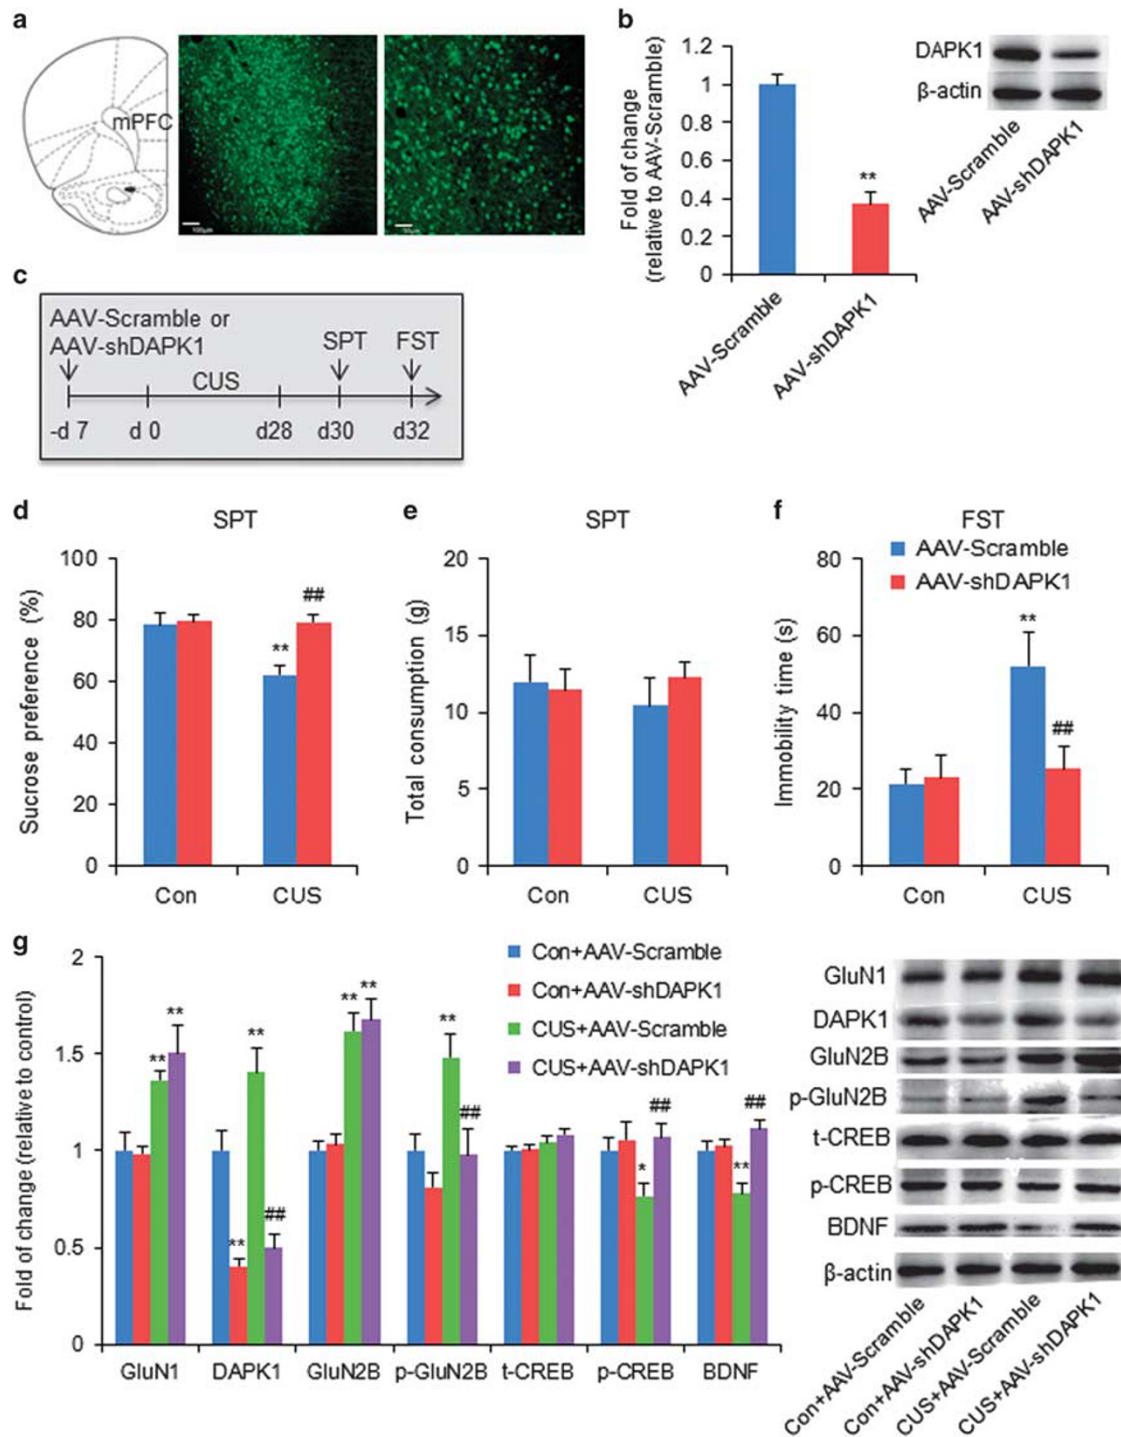 a
mPFC
100μm
b
Fold of change
(relative to AAV-Scramble)
1.2
1
0.8
0.6
0.4
0.2
0
**
AAV-Scramble
AAV-shDAPK1
DAPK1
β-actin
AAV-Scramble
AAV-shDAPK1
c
AAV-Scramble or
AAV-shDAPK1
SPT
FST
CUS
-d 7
d 0
d28
d30
d32
d
SPT
Sucrose preference (%)
100
80
60
40
20
0
**
##
Con
CUS
e
SPT
Total consumption (g)
20
15
10
5
0
Con
CUS
f
FST
AAV-Scramble
AAV-shDAPK1
Immobility time (s)
80
60
40
20
0
**
##
Con
CUS
g
Fold of change (relative to control)
2
1.5
1
0.5
0
Con+AAV-Scramble
Con+AAV-shDAPK1
CUS+AAV-Scramble
CUS+AAV-shDAPK1
** **
** ** ##
** **
** ##
* ##
** ##
GluN1
DAPK1
GluN2B
p-GluN2B
t-CREB
p-CREB
BDNF
GluN1
DAPK1
GluN2B
p-GluN2B
t-CREB
p-CREB
BDNF
β-actin
Con+AAV-Scramble
Con+AAV-shDAPK1
CUS+AAV-Scramble
CUS+AAV-shDAPK1